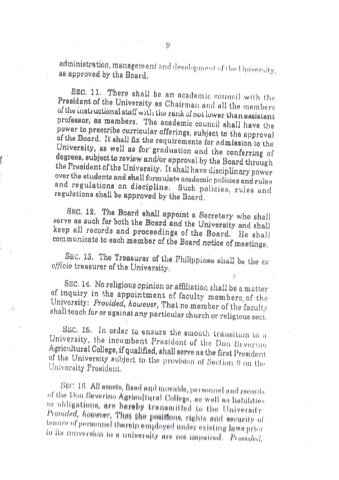 9
administration, management and development of the University,
as approved by the Board.
SEC. 11. There shall be an academic council with the
President of the University as Chairman and all the members
of the instructional staff with the rank of not lower than assistant
professor, as members. The academic council shall have the
power to prescribe curricular offerings, subject to the approval
of the Board. It shall fix the requirements for admission to the
University, as well as for graduation and the conferring of
degrees, subject to review and/or approval by the Board through
the President of the University. It shall have disciplinary power
over the students and shall formulate academic policies and rules
and regulations on discipline. Such policies, rules and
regulations shall be approved by the Board.
SEC. 12. The Board shall appoint a Secretary who shall
serve as such for both the Board and the University and shall
keep all records and proceedings of the Board. He shall
communicate to each member of the Board notice of meetings.
SEC. 13. The Treasurer of the Philippines shall be the ex
officio treasurer of the University.
SEC. 14. No religious opinion or affiliation shall be a matter
of inquiry in the appointment of faculty members, of the
University: Provided, however, That no member of the faculty
shall teach for or against any particular church or religious sect.
SEC. 15. In order to ensure the smooth transition to a
University, the incumbent President of the Don Severino
Agricultural College, if qualified, shall serve as the first President
of the University subject to the provision of Section 9 on the
University President.
SEC. 16. All assets, fixed and movable, personnel and records
of the Don Severino Agricultural College, as well as liabilities
or obligations, are hereby transmitted to the University
Provided, however, That the positions, rights and security of
tenure of personnel therein employed under existing laws prior
to its conversion to a university are not impaired. Provided,